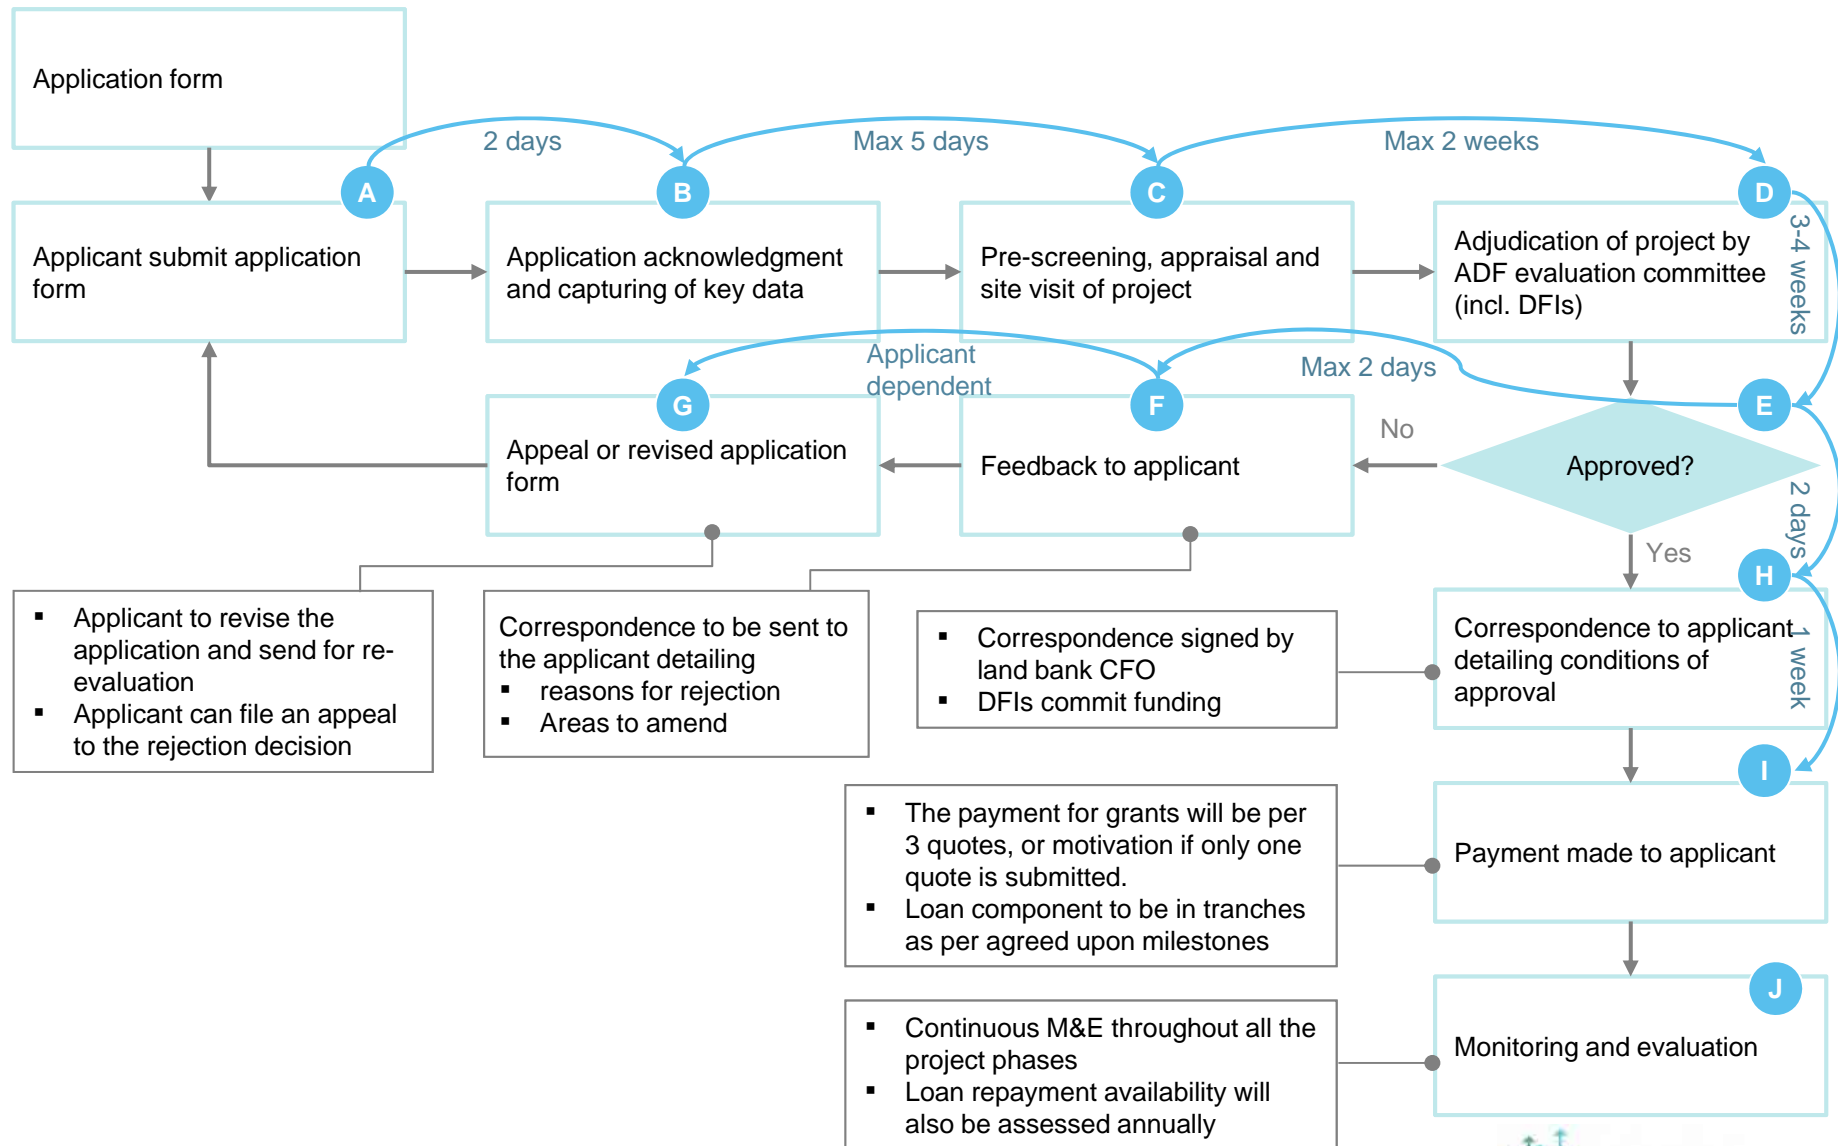 Application form
2 days
Max 5 days
Max 2 weeks
A
B
C
D
Applicant submit application
form
Application acknowledgment
and capturing of key data
Pre-screening, appraisal and
site visit of project
Adjudication of project by
ADF evaluation committee
(incl. DFIs)
3-4 weeks
Applicant
dependent
Max 2 days
G
F
E
Appeal or revised application
form
Feedback to applicant
No
Approved?
2 days
Yes
H
▪ Applicant to revise the
application and send for re-
evaluation
▪ Applicant can file an appeal
to the rejection decision
Correspondence to be sent to
the applicant detailing
▪ reasons for rejection
▪ Areas to amend
▪ Correspondence signed by
land bank CFO
▪ DFIs commit funding
Correspondence to applicant
detailing conditions of
approval
1 week
I
▪ The payment for grants will be per
3 quotes, or motivation if only one
quote is submitted.
▪ Loan component to be in tranches
as per agreed upon milestones
Payment made to applicant
J
▪ Continuous M&E throughout all the
project phases
▪ Loan repayment availability will
also be assessed annually
Monitoring and evaluation